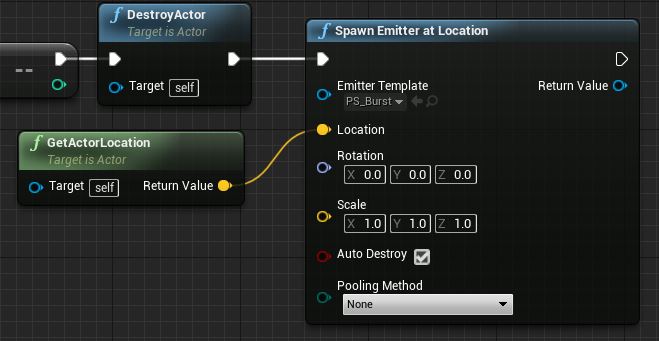 --
DestroyActor
Target is Actor
Target self
Spawn Emitter at Location
Emitter Template
PS_Burst
Return Value
Location
Rotation
X 0.0 Y 0.0 Z 0.0
Scale
X 1.0 Y 1.0 Z 1.0
Auto Destroy
Pooling Method
None
GetActorLocation
Target is Actor
Target self Return Value